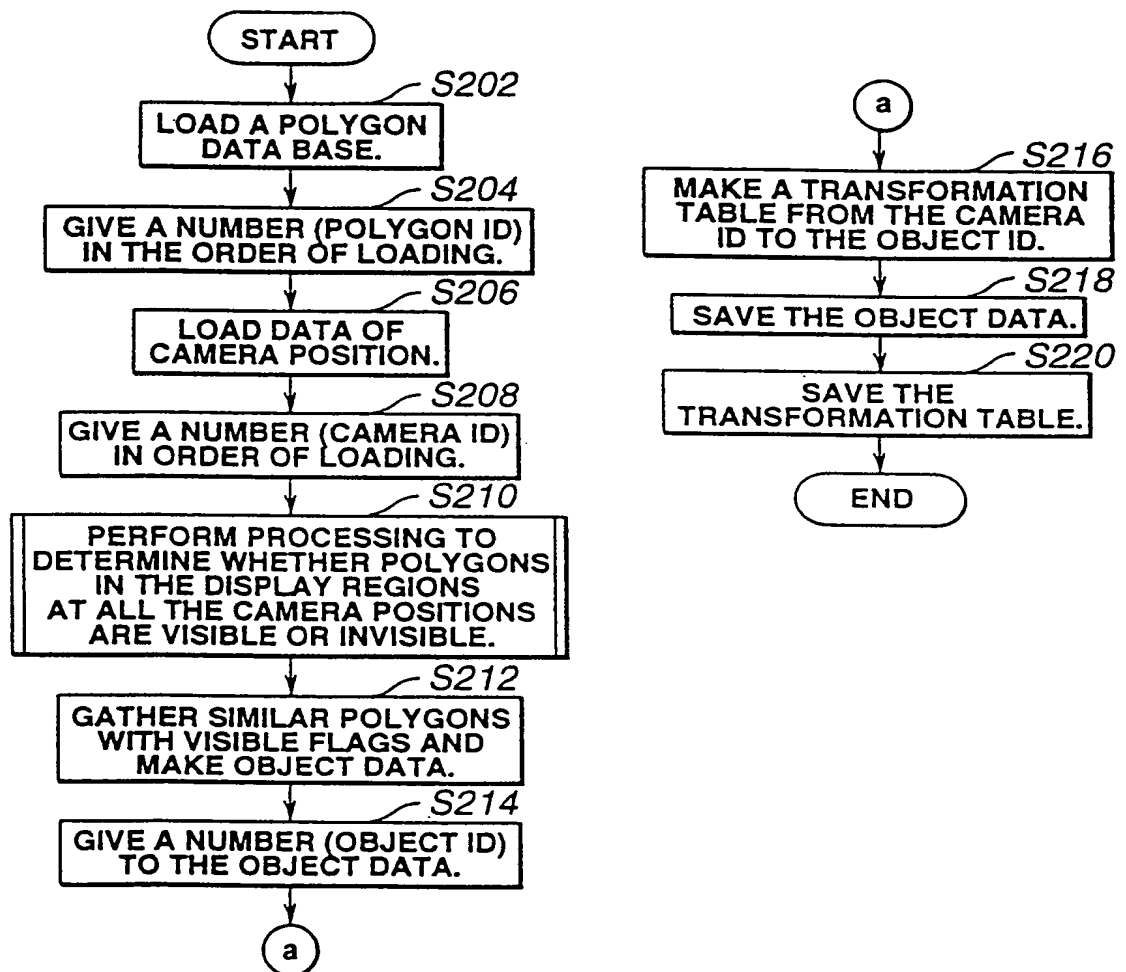 START
S202
LOAD A POLYGON
DATA BASE.
S204
GIVE A NUMBER (POLYGON ID)
IN THE ORDER OF LOADING.
S206
LOAD DATA OF
CAMERA POSITION.
S208
GIVE A NUMBER (CAMERA ID)
IN ORDER OF LOADING.
S210
PERFORM PROCESSING TO
DETERMINE WHETHER POLYGONS
IN THE DISPLAY REGIONS
AT ALL THE CAMERA POSITIONS
ARE VISIBLE OR INVISIBLE.
S212
GATHER SIMILAR POLYGONS
WITH VISIBLE FLAGS AND
MAKE OBJECT DATA.
S214
GIVE A NUMBER (OBJECT ID)
TO THE OBJECT DATA.
a
a
S216
MAKE A TRANSFORMATION
TABLE FROM THE CAMERA
ID TO THE OBJECT ID.
S218
SAVE THE OBJECT DATA.
S220
SAVE THE
TRANSFORMATION TABLE.
END